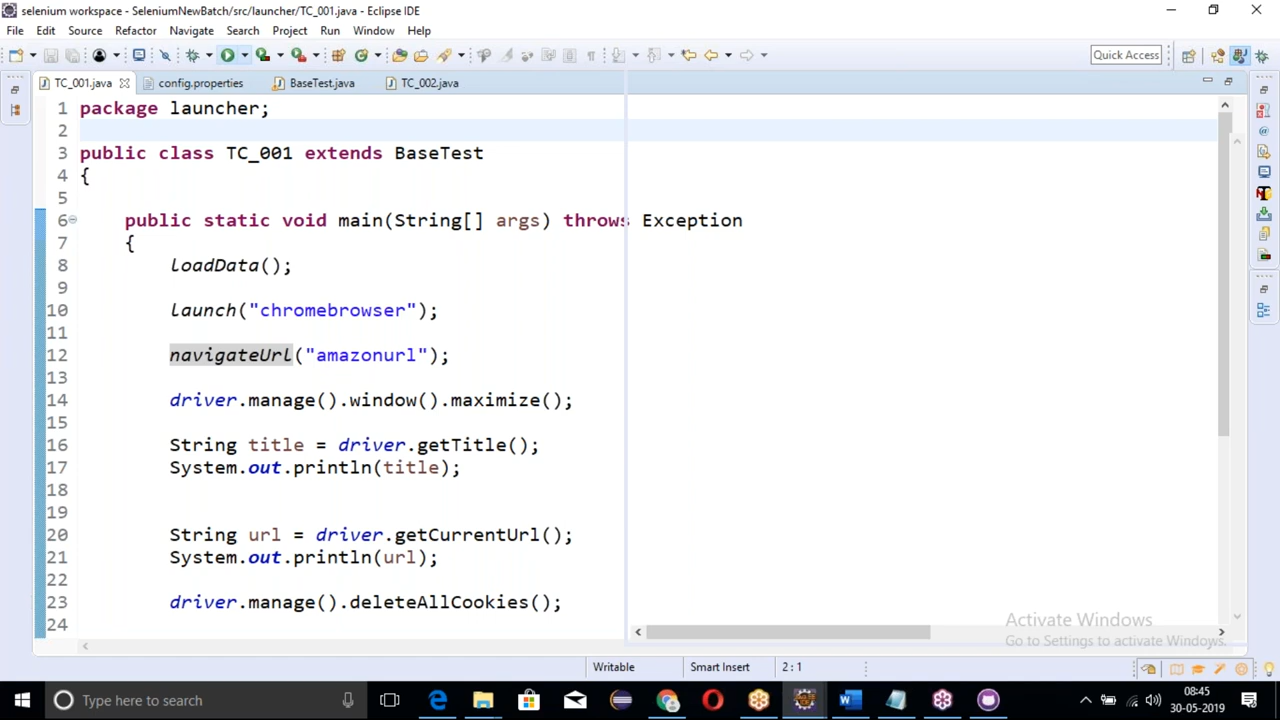 selenium workspace - SeleniumNewBatch/src/launcher/TC_001.java - Eclipse IDE
File Edit Source Refactor Navigate Search Project Run Window Help
Quick Access
TC_001.java config.properties BaseTest.java TC_002.java
1 package launcher;
2
3 public class TC_001 extends BaseTest
4 {
5
6 public static void main(String[] args) throws Exception
7 {
8 loadData();
9
10 launch("chromebrowser");
11
12 navigateUrl("amazonurl");
13
14 driver.manage().window().maximize();
15
16 String title = driver.getTitle();
17 System.out.println(title);
18
19
20 String url = driver.getCurrentUrl();
21 System.out.println(url);
22
23 driver.manage().deleteAllCookies();
24
Activate Windows
Go to Settings to activate Windows.
Writable Smart Insert 2 : 1
Type here to search
08:45
30-05-2019